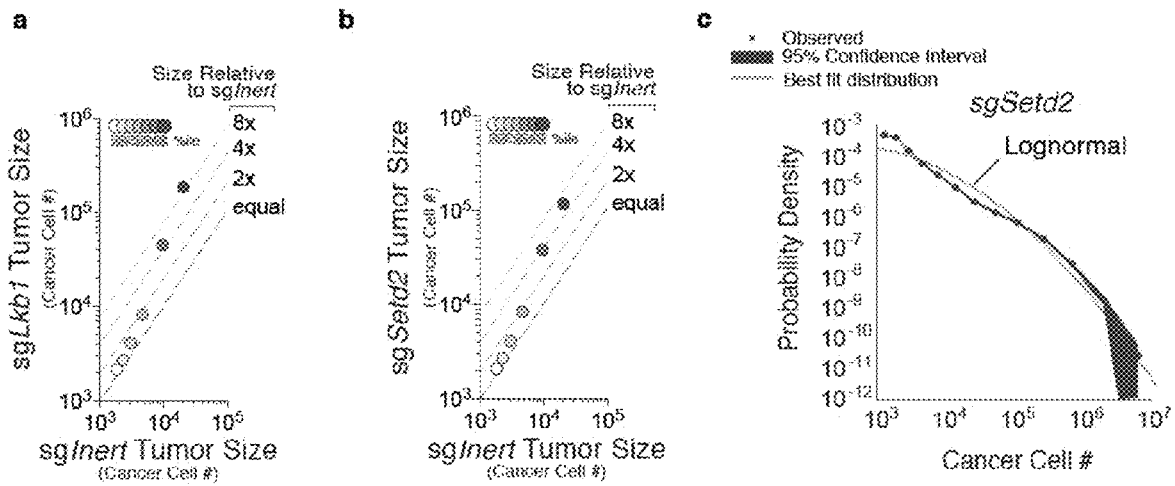 a
Size Relative
to sgInert
10^6
8x
4x
2x
equal
10^5
10^4
10^3
sgLkb1 Tumor Size
(Cancer Cell #)
10^3 10^4 10^5
sgInert Tumor Size
(Cancer Cell #)
b
Size Relative
to sgInert
10^6
8x
4x
2x
equal
10^5
10^4
10^3
sgSetd2 Tumor Size
(Cancer Cell #)
10^3 10^4 10^5
sgInert Tumor Size
(Cancer Cell #)
c
Observed
95% Confidence Interval
Best fit distribution
sgSetd2
Lognormal
10^-3
10^-4
10^-5
10^-6
10^-7
10^-8
10^-9
10^-10
10^-11
10^-12
Probability Density
10^3 10^4 10^5 10^6 10^7
Cancer Cell #